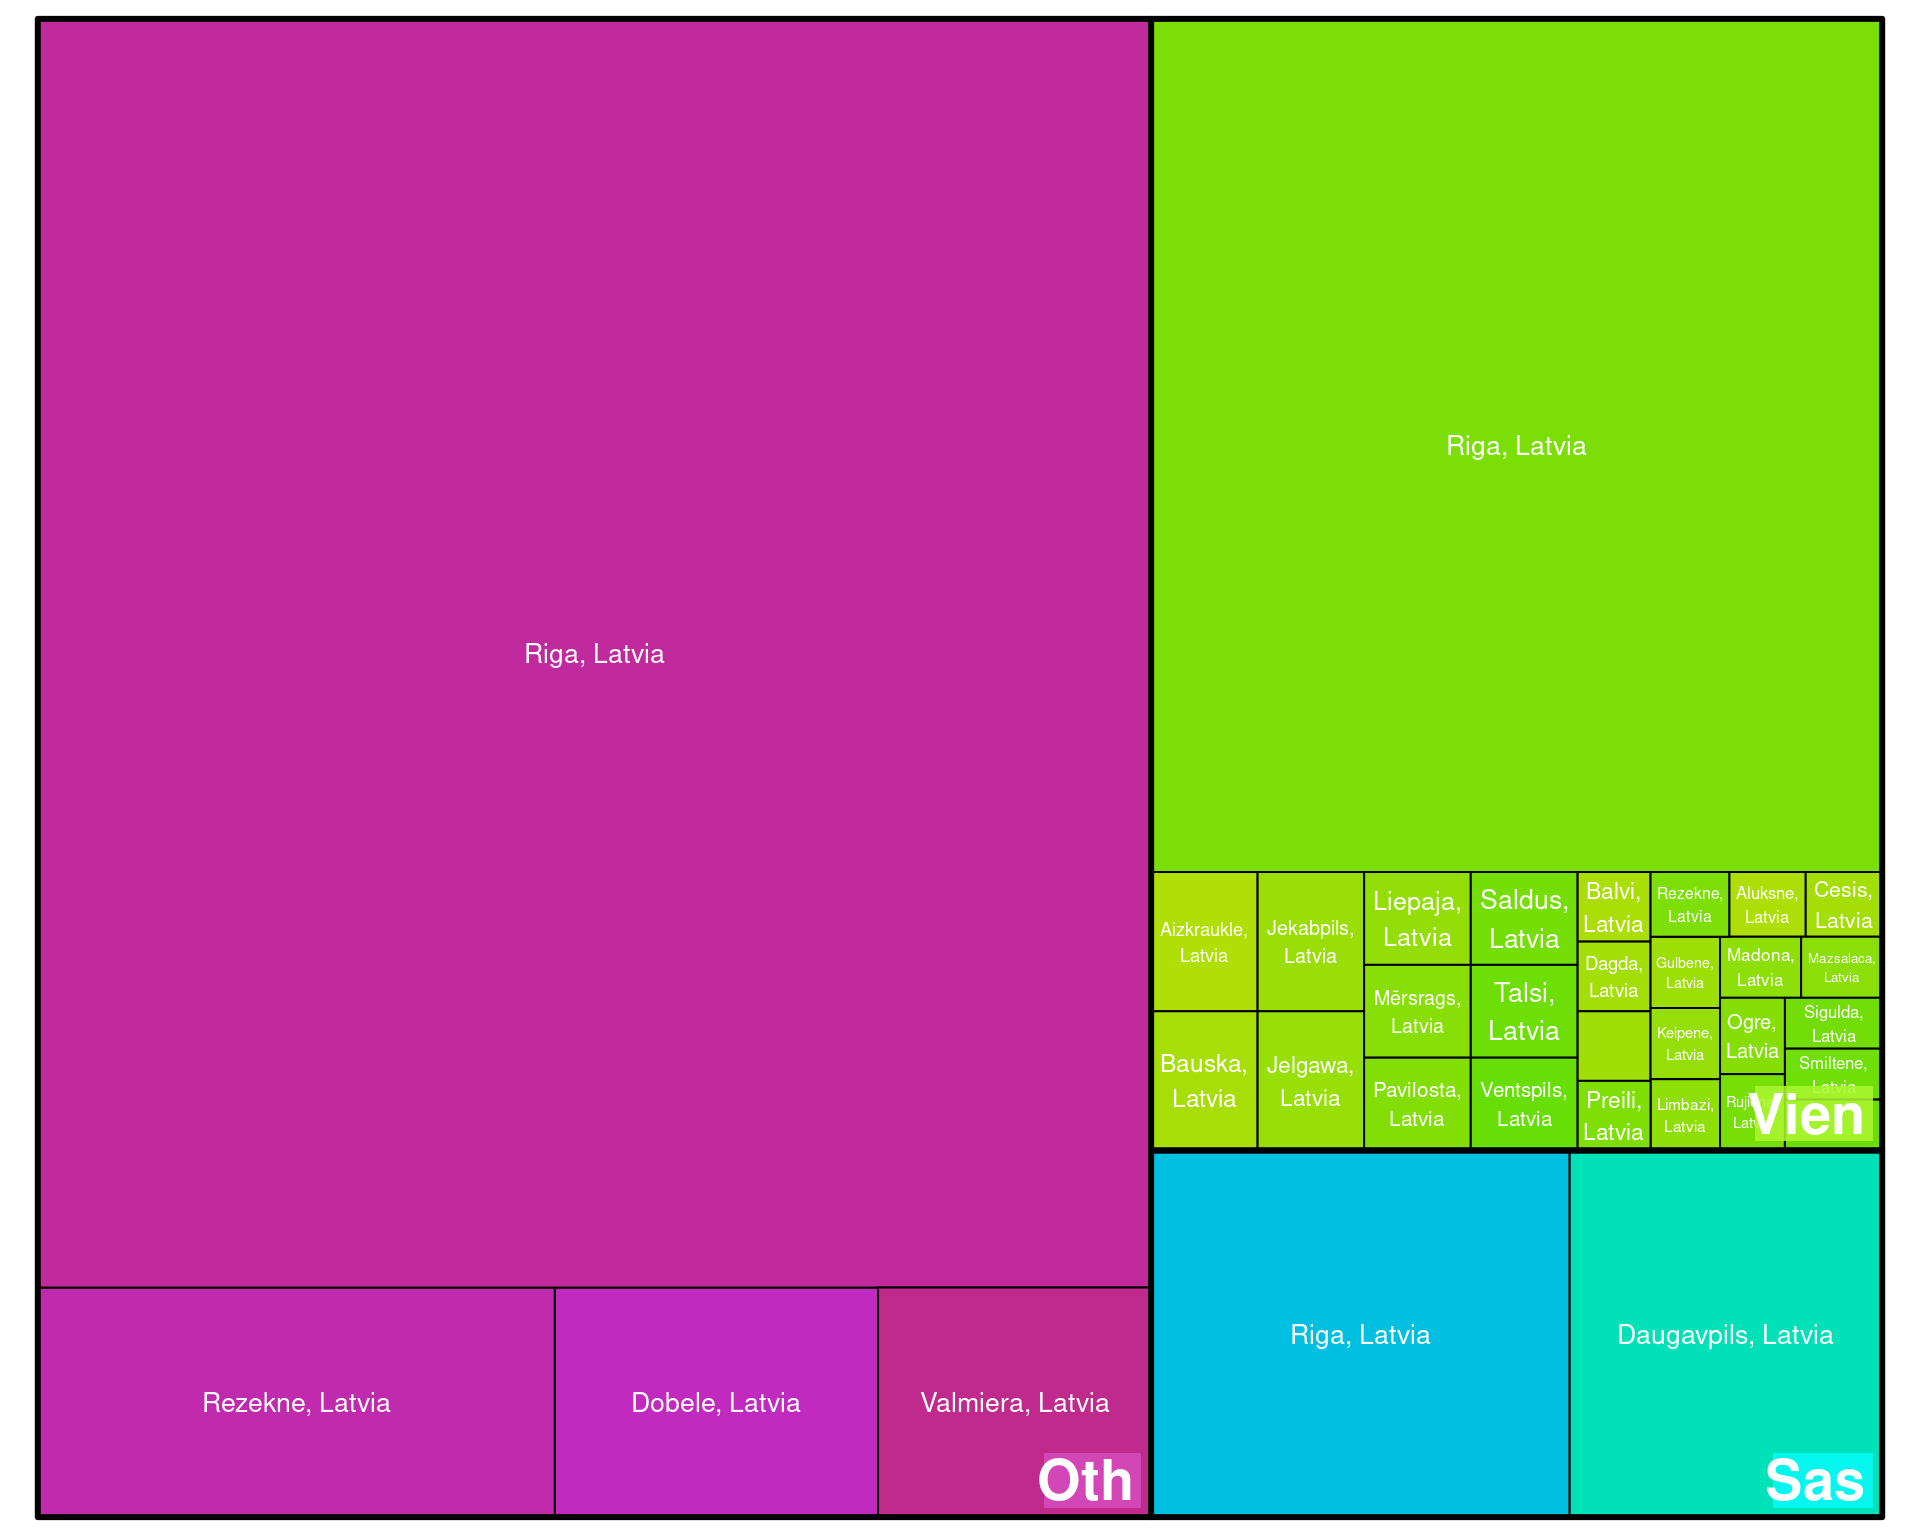 Riga, Latvia
Rezekne, Latvia
Dobele, Latvia
Valmiera, Latvia
Oth
Riga, Latvia
Aizkraukle,
Latvia
Bauska,
Latvia
Jekabpils,
Latvia
Jelgawa,
Latvia
Liepaja,
Latvia
Mērsrags,
Latvia
Pavilosta,
Latvia
Saldus,
Latvia
Talsi,
Latvia
Ventspils,
Latvia
Balvi,
Latvia
Dagda,
Latvia
Preili,
Latvia
Rezekne,
Latvia
Aluksne,
Latvia
Cesis,
Latvia
Gulbene,
Latvia
Keipene,
Latvia
Limbazi,
Latvia
Madona,
Latvia
Mazsalaca,
Latvia
Ogre,
Latvia
Sigulda,
Latvia
Smiltene,
Latvia
Vien
Riga, Latvia
Daugavpils, Latvia
Sas